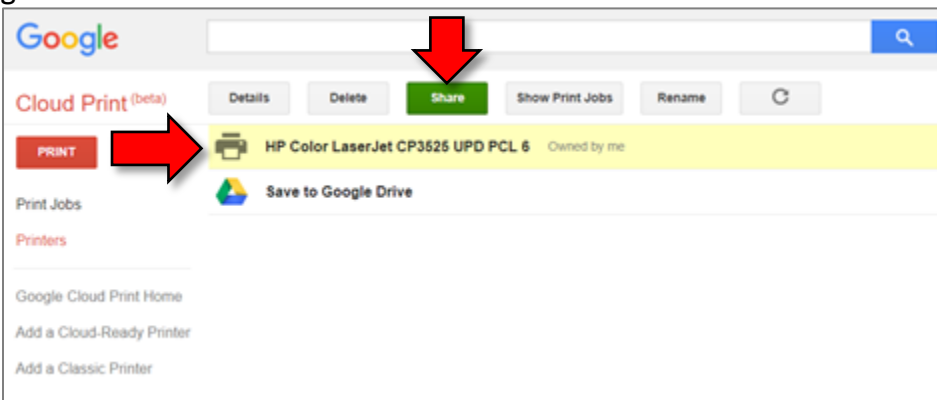 Google
Cloud Print (beta)
Details Delete Share Show Print Jobs Rename
PRINT
HP Color LaserJet CP3525 UPD PCL 6 Owned by me
Save to Google Drive
Print Jobs
Printers
Google Cloud Print Home
Add a Cloud-Ready Printer
Add a Classic Printer